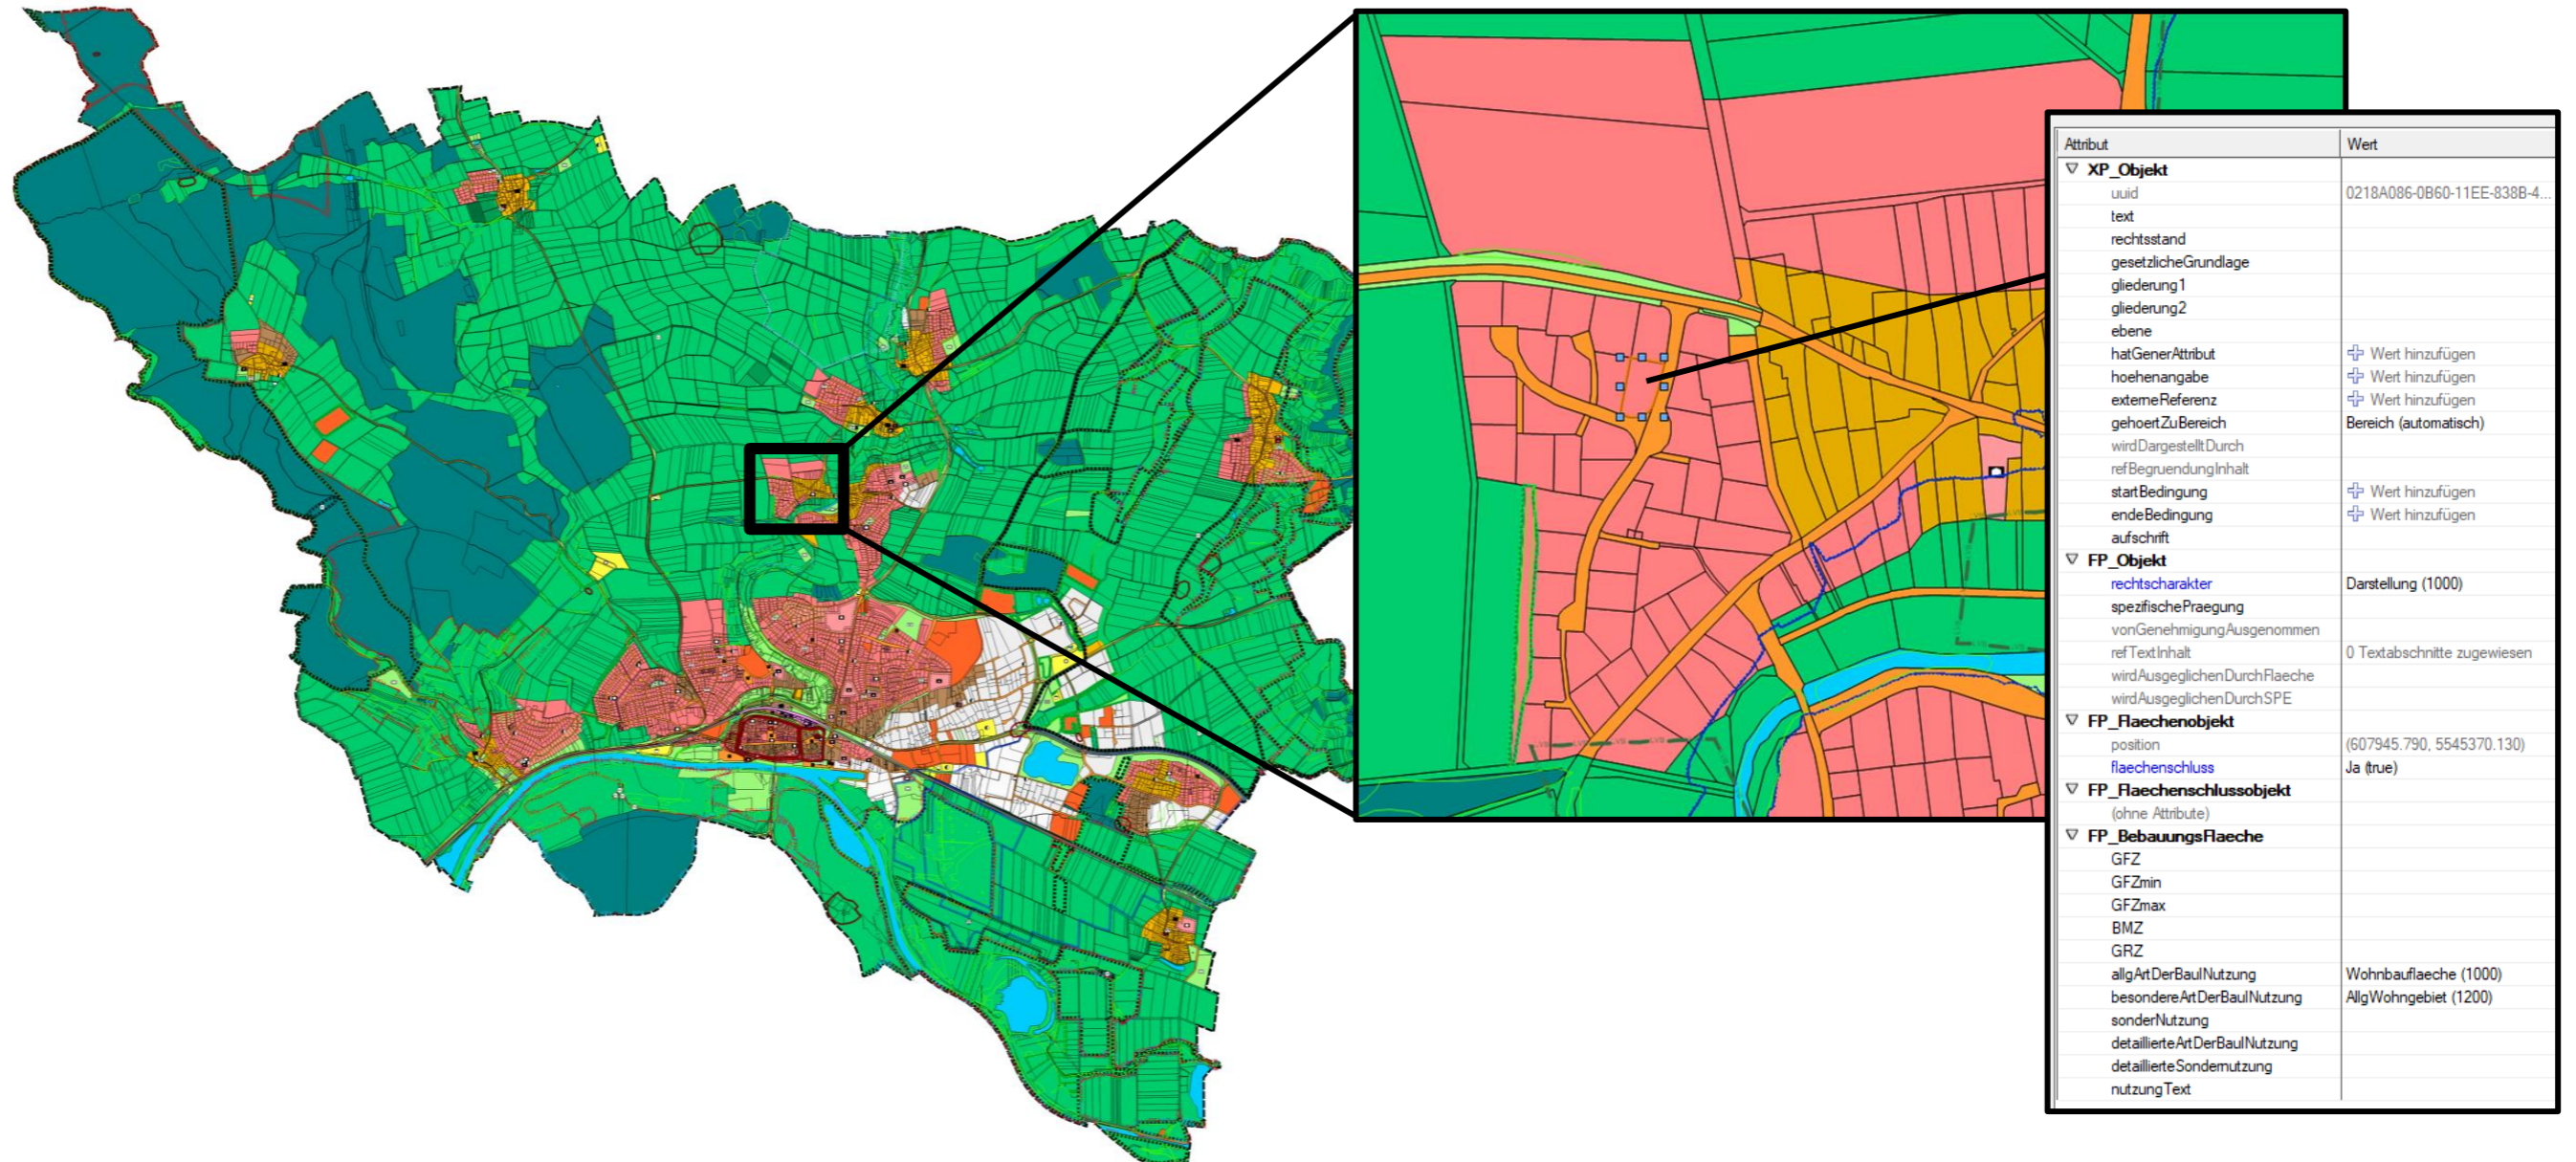 Attribut Wert
XP_Objekt
uuid 0218A086-0B60-11EE-838B-4...
text
rechtsstand
gesetzlicheGrundlage
gliederung1
gliederung2
ebene
hatGenerAttribut Wert hinzufügen
hoehenangabe Wert hinzufügen
externeReferenz Wert hinzufügen
gehoertZuBereich Bereich (automatisch)
wirdDargestelltDurch
refBegruendungInhalt
startBedingung Wert hinzufügen
endeBedingung Wert hinzufügen
aufschrift
FP_Objekt
rechtscharakter Darstellung (1000)
spezifischePraegung
vonGenehmigungAusgenommen
refTextInhalt 0 Textabschnitte zugewiesen
wirdAusgeglichenDurchFlaeche
wirdAusgeglichenDurchSPE
FP_Flaechenobjekt
position (607945.790, 5545370.130)
flaechenschluss Ja (true)
FP_Flaechenschlussobjekt
(ohne Attribute)
FP_BebauungsFlaeche
GFZ
GFZmin
GFZmax
BMZ
GRZ
allgArtDerBaulNutzung Wohnbauflaeche (1000)
besondereArtDerBaulNutzung AllgWohngebiet (1200)
sonderNutzung
detaillierteArtDerBaulNutzung
detaillierteSondernutzung
nutzungText